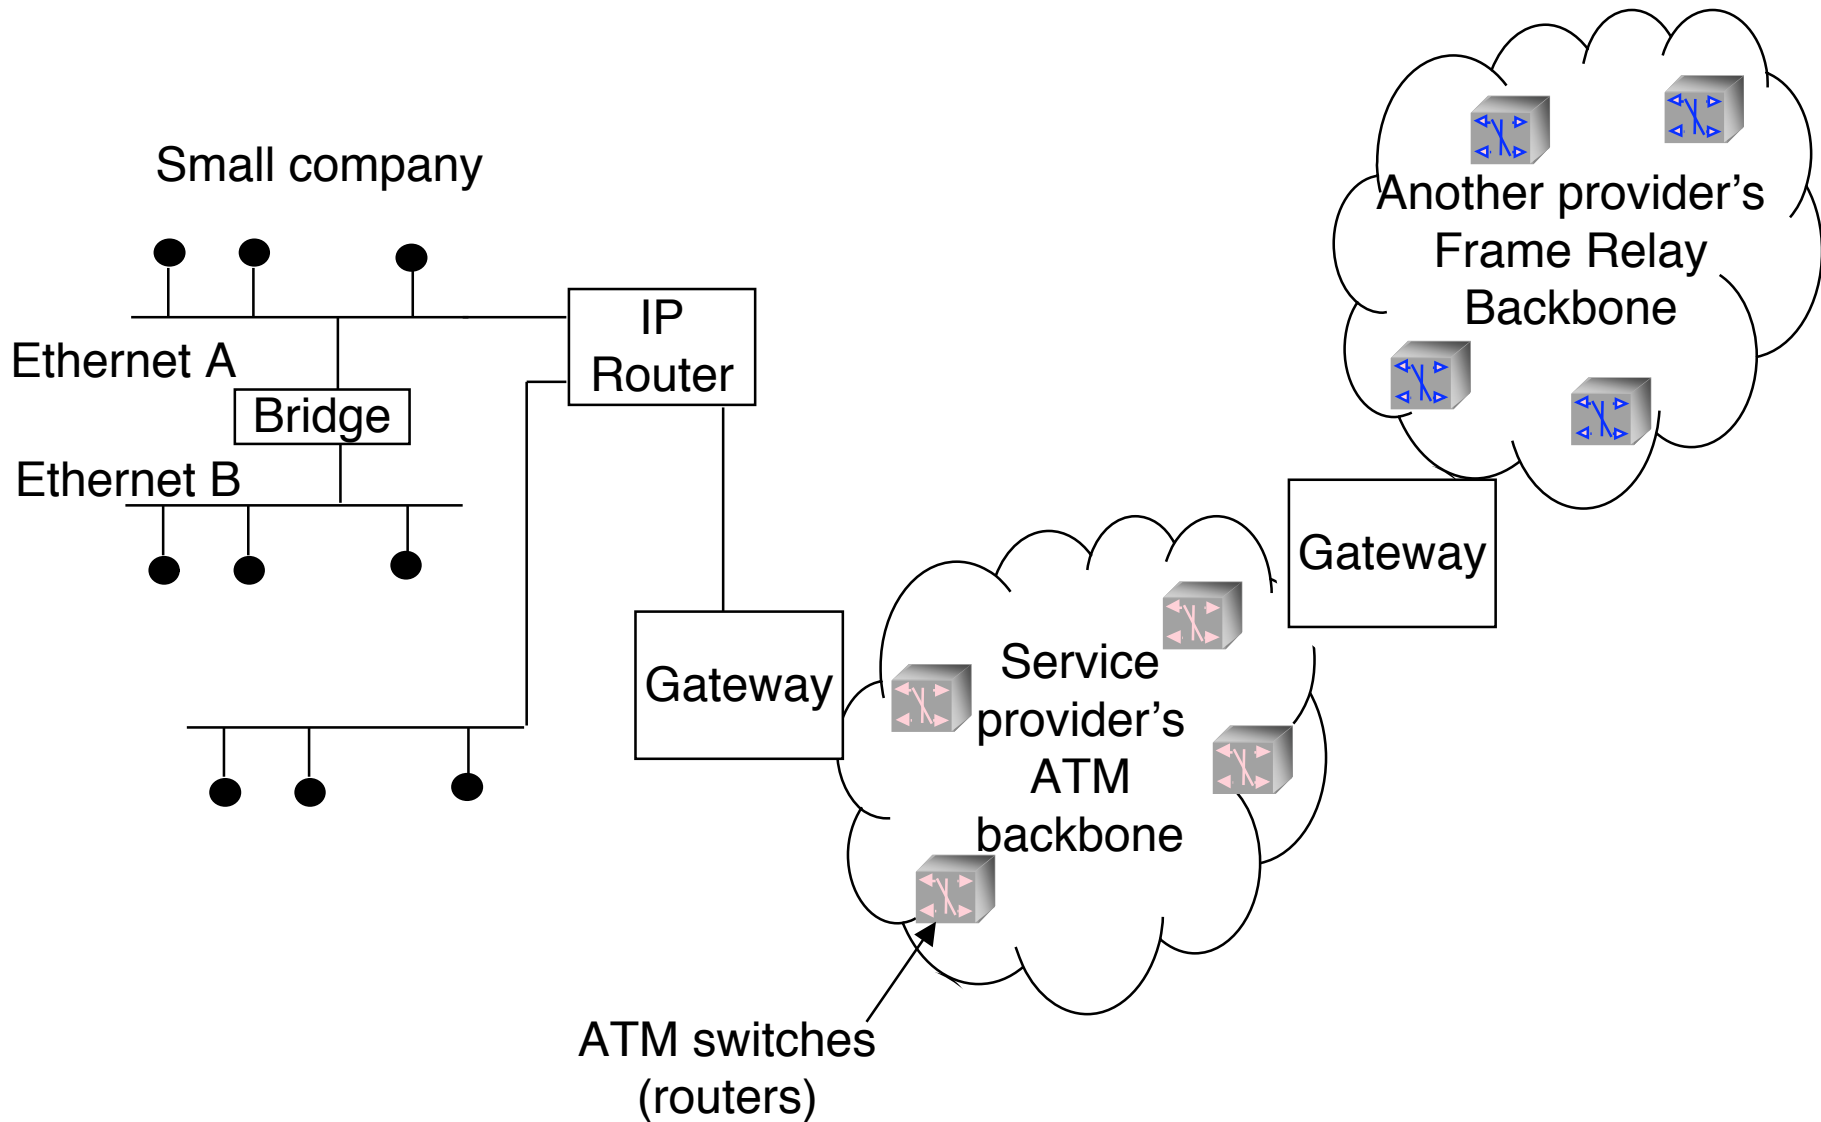 Small company
Another provider’s
Frame Relay
Backbone
IP
Router
Ethernet A
Bridge
Ethernet B
Gateway
Gateway
Service
provider’s
ATM
backbone
ATM switches
(routers)